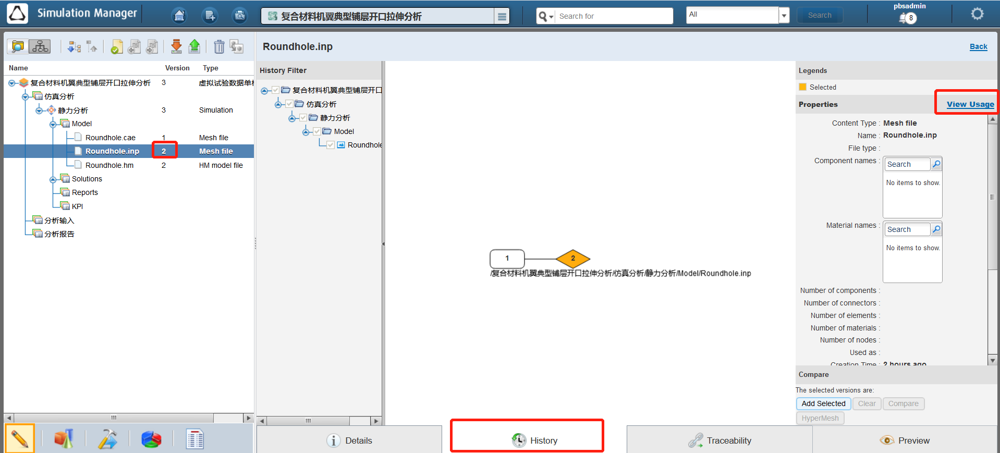 Simulation Manager
复合材料机翼典型铺层开口拉伸分析
Search for
All
Search
pbsadmin
8
Roundhole.inp
Back
Name Version Type
复合材料机翼典型铺层开口拉伸分析 3 虚拟试验数据单
仿真分析
静力分析 3 Simulation
Model
Roundhole.cae 1 Mesh file
Roundhole.inp 2 Mesh file
Roundhole.hm 2 HM model file
Solutions
Reports
KPI
分析输入
分析报告
History Filter
复合材料机翼典型铺层开口
仿真分析
静力分析
Model
Roundhole
1
2
/复合材料机翼典型铺层开口拉伸分析/仿真分析/静力分析/Model/Roundhole.inp
Legends
Selected
Properties
View Usage
Content Type : Mesh file
Name : Roundhole.inp
File type :
Component names :
Search
No items to show.
Material names :
Search
No items to show.
Number of components :
Number of connectors :
Number of elements :
Number of materials :
Number of nodes :
Used as :
Creation Time : 2 hours ago
Compare
The selected versions are:
Add Selected
Clear
Compare
HyperMesh
Details
History
Traceability
Preview